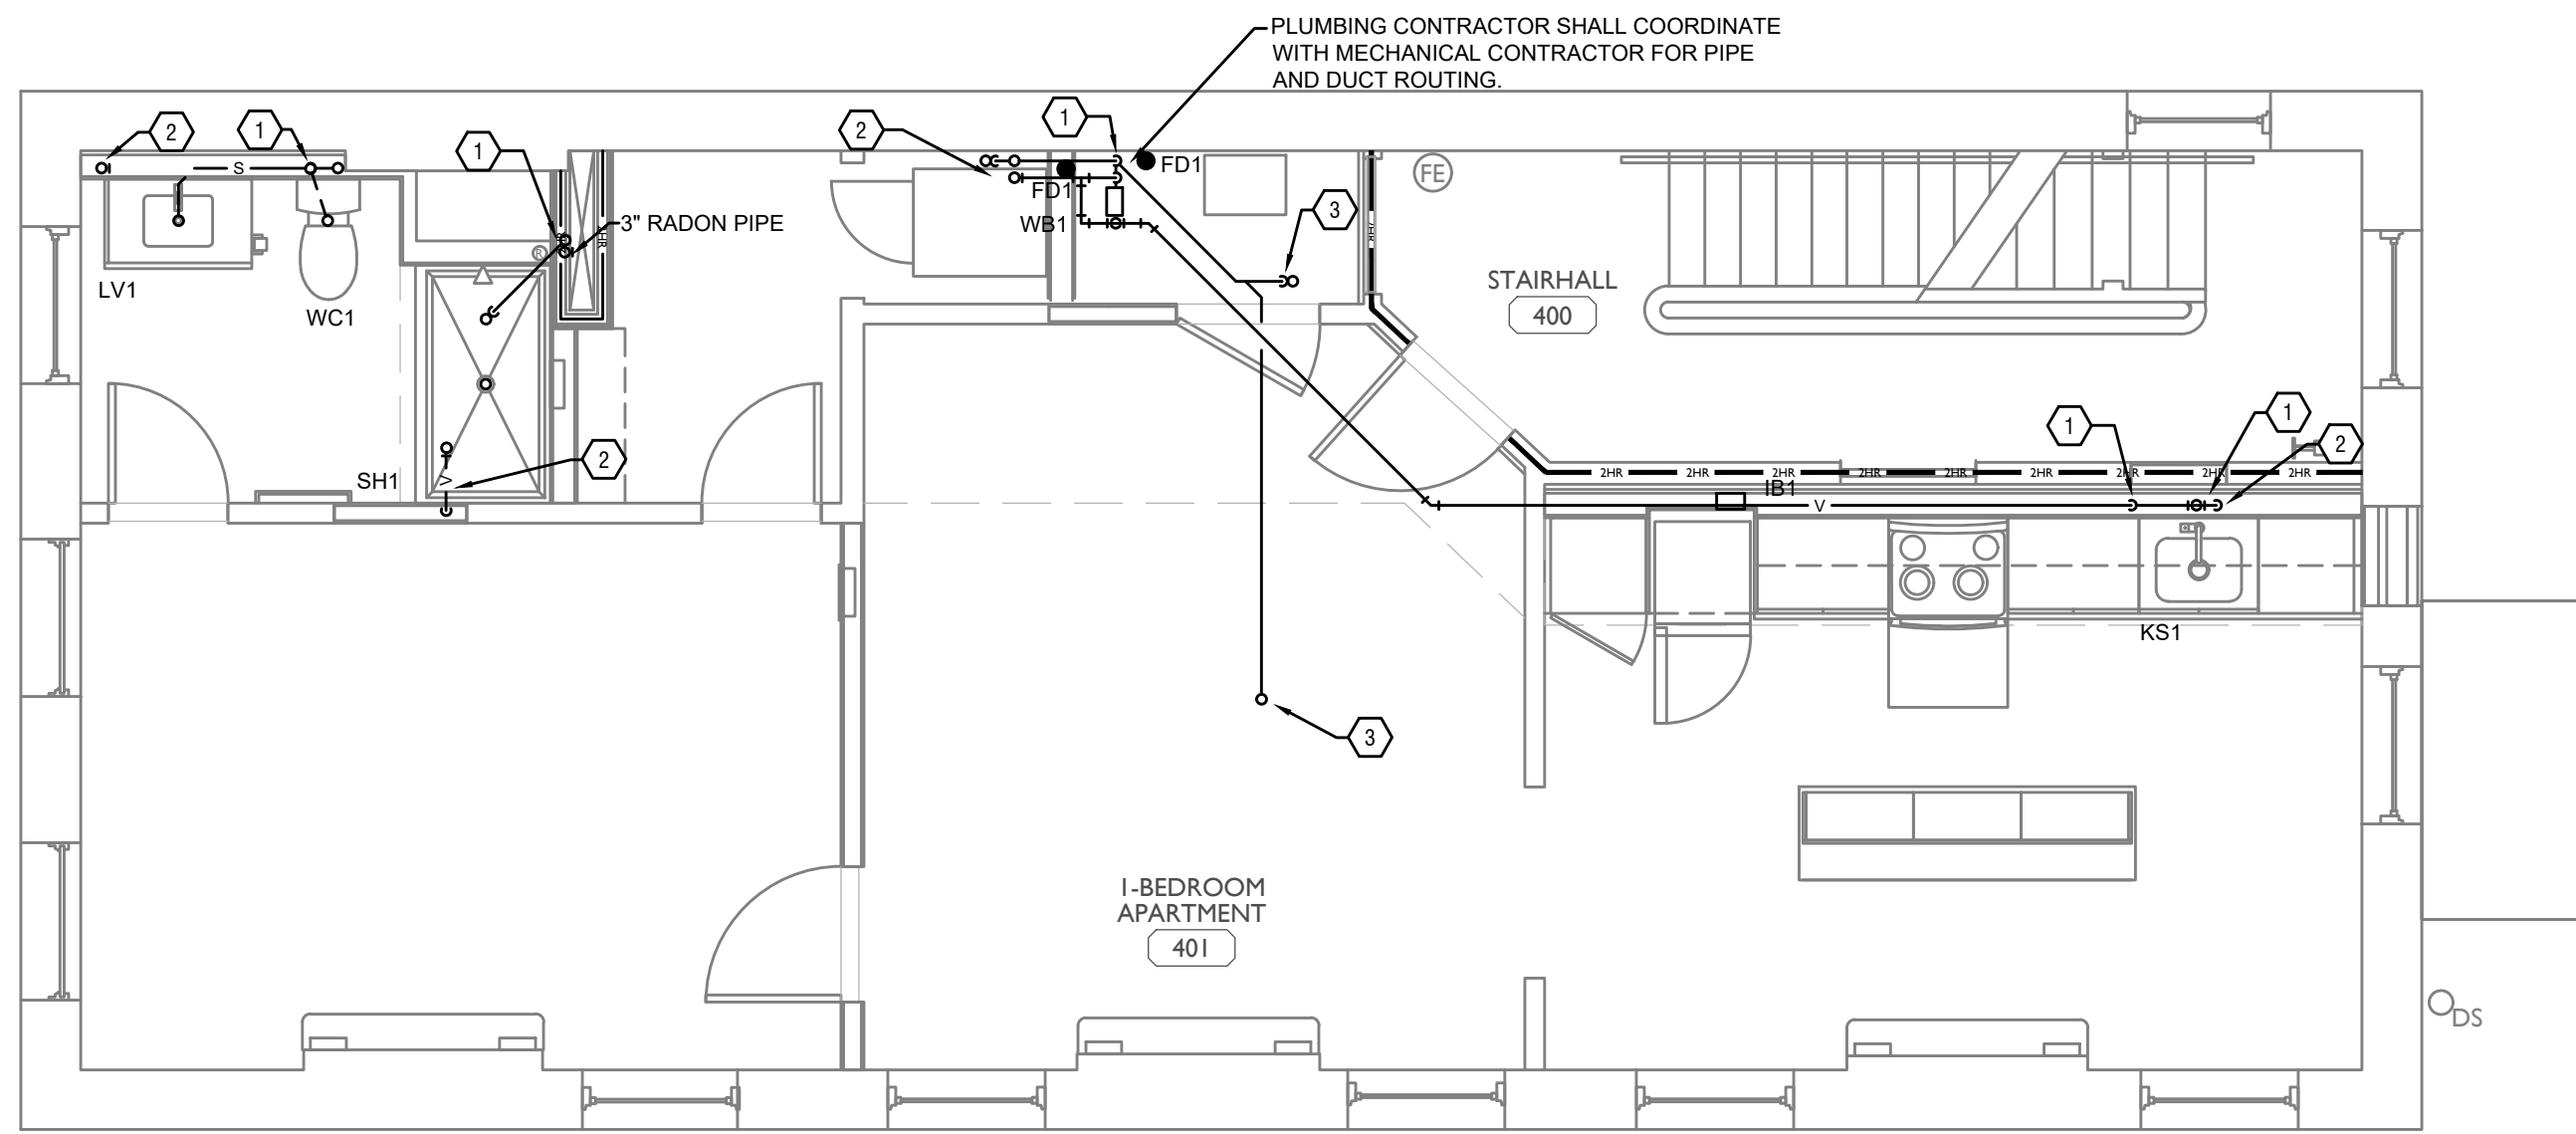 PLUMBING CONTRACTOR SHALL COORDINATE
WITH MECHANICAL CONTRACTOR FOR PIPE
AND DUCT ROUTING.
2
1
1
2
1
S
FD1
FD1
FE
WB1
3
3" RADON PIPE
R
2HR
LV1
WC1
STAIRHALL
400
1
1
2
2
SH1
V
2HR
2HR
2HR
2HR
2HR
2HR
2HR
2HR
2HR
IB1
V
KS1
3
1-BEDROOM
APARTMENT
401
DS